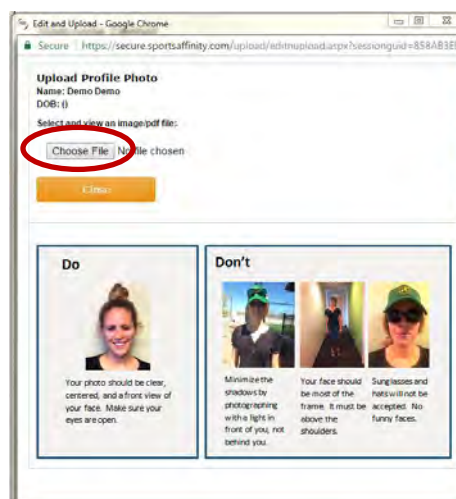 Edit and Upload - Google Chrome
Secure https://secure.sportsaffinity.com/upload/editnupload.aspx?sessionguid=858AB3E
Upload Profile Photo
Name: Demo Demo
DOB: ()
Select and view an image/pdf file:
Choose File No file chosen
Close
Do
Your photo should be clear,
centered, and a front view of
your face. Make sure your
eyes are open.
Don't
Minimize the
shadows by
photographing
with a light in
front of you, not
behind you.
Your face should
be most of the
frame. It must be
above the
shoulders.
Sunglasses and
hats will not be
accepted. No
funny faces.